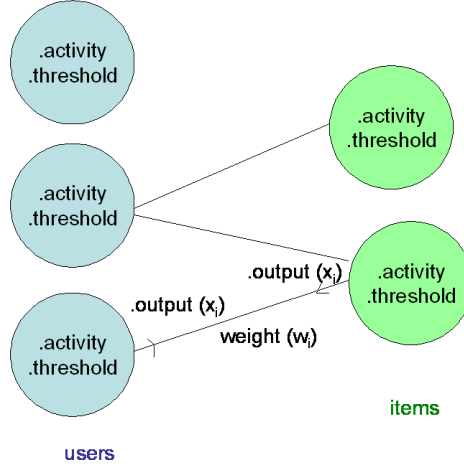 .activity
.threshold
.activity
.threshold
.activity
.threshold
.activity
.threshold
.output (xᵢ)
.activity
.threshold
.output (xᵢ)
.activity
.threshold
weight (wᵢ)
items
users